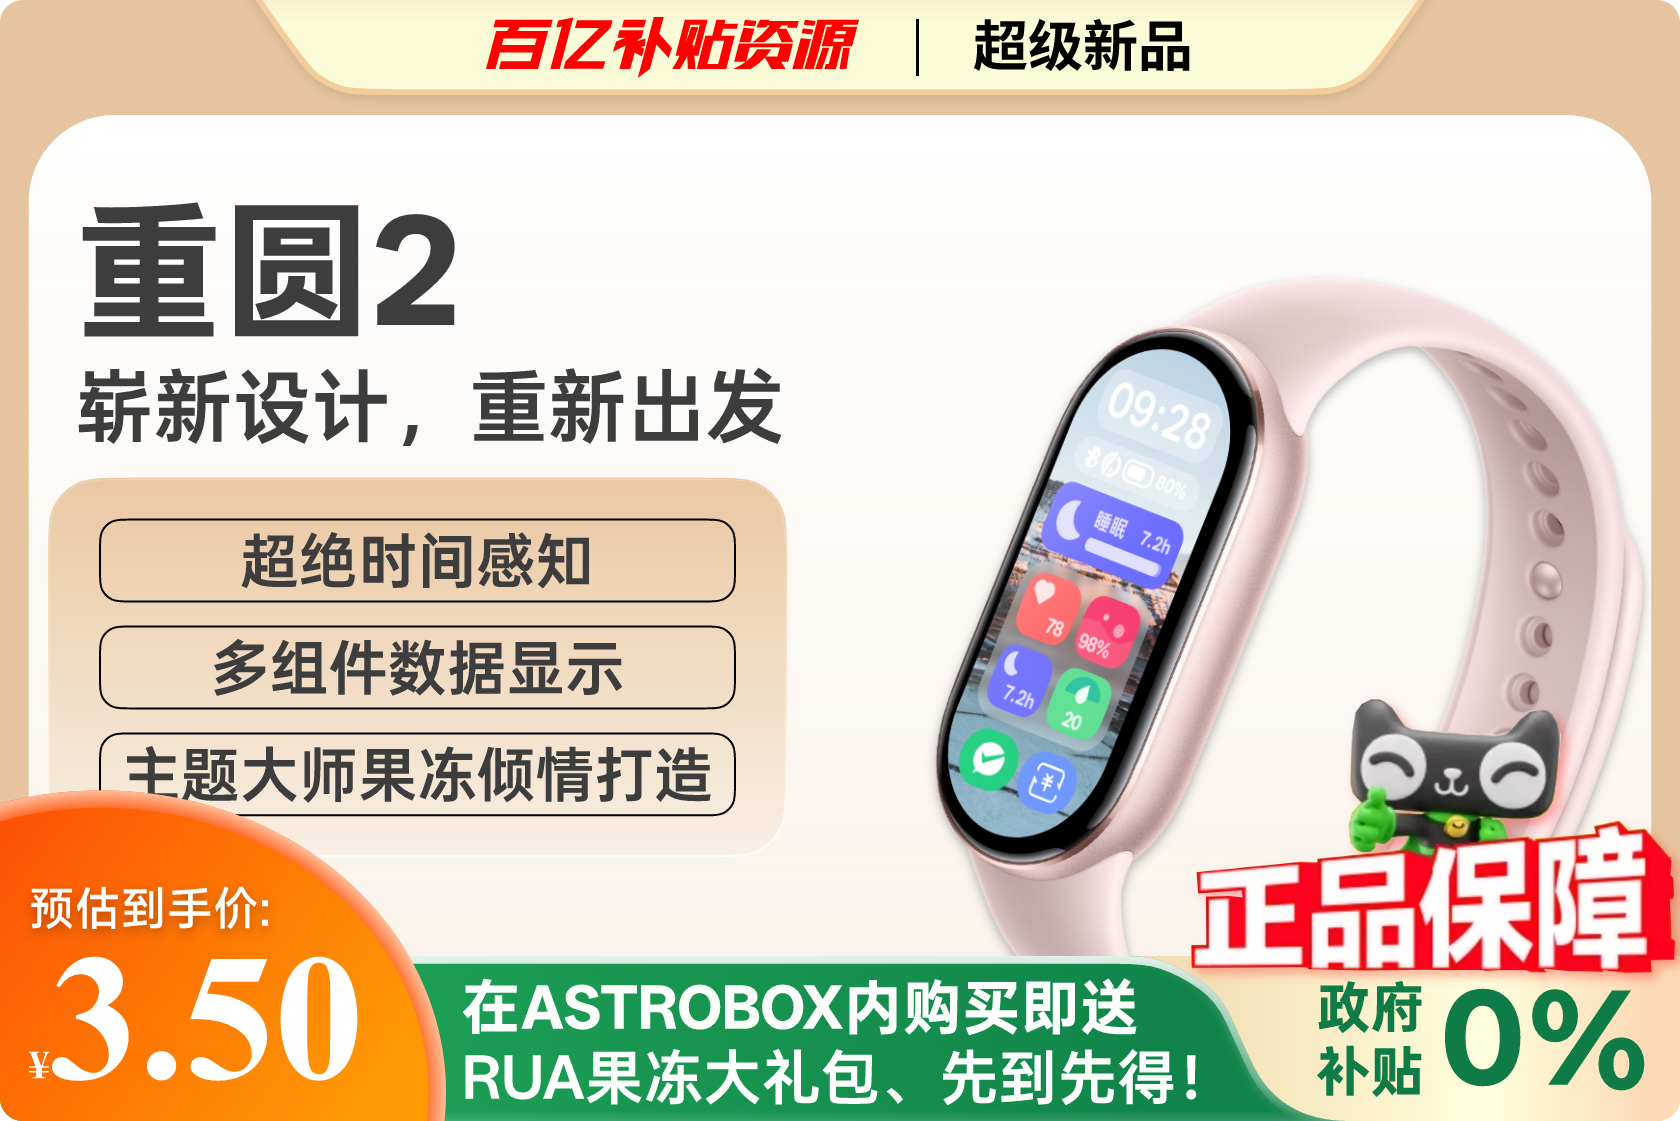 百亿补贴资源 | 超级新品
重圆2
崭新设计，重新出发
超绝时间感知
多组件数据显示
主题大师果冻倾情打造
09:28
80%
睡眠 7.2h
78
98%
7.2h
20
正品保障
预估到手价:
¥3.50
在ASTROBOX内购买即送
RUA果冻大礼包、先到先得！
政府
补贴
0%